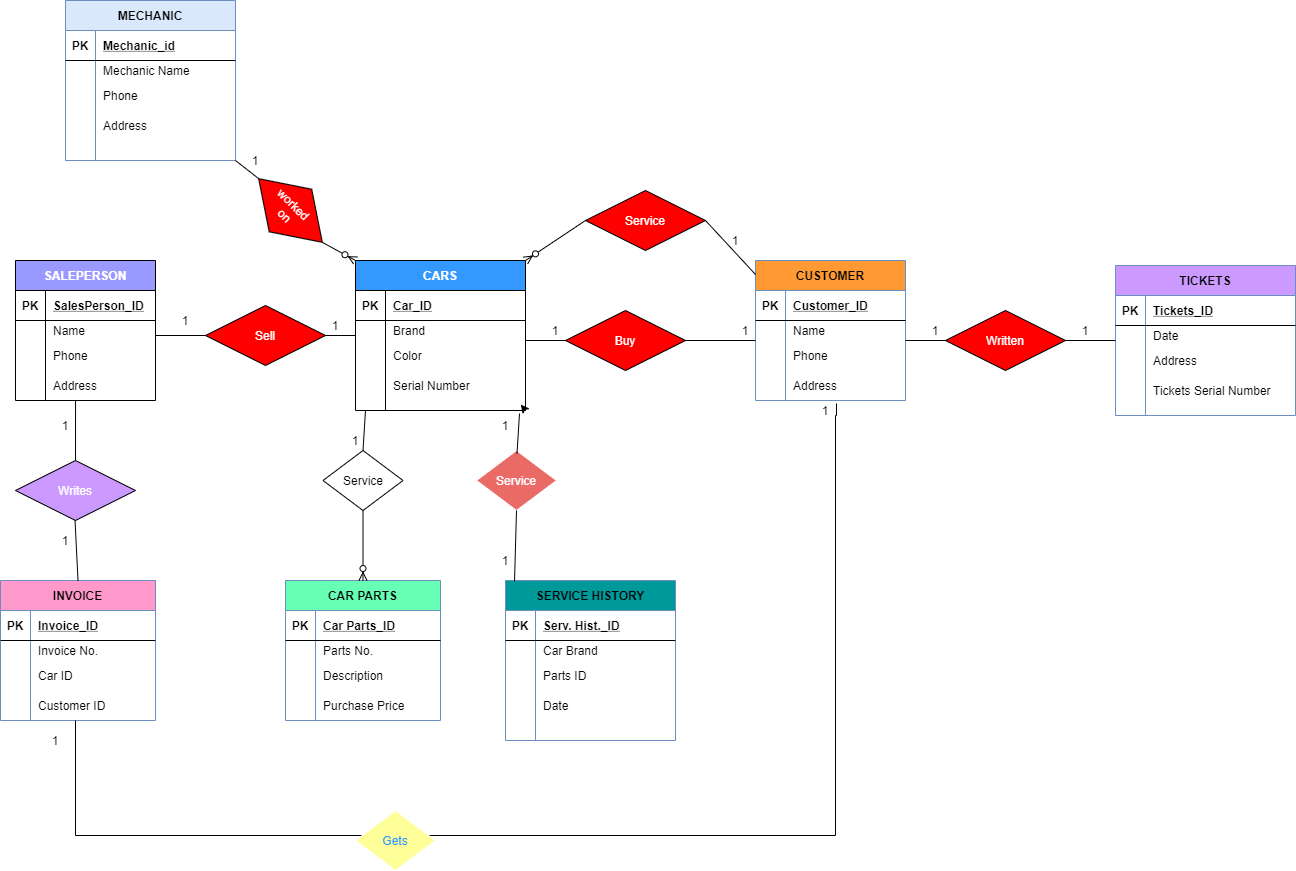 MECHANIC
PK Mechanic_id
Mechanic Name
Phone
Address
1
worked
on
Service
1
SALEPERSON
PK SalesPerson_ID
Name
Phone
Address
1
Sell
1
CARS
PK Car_ID
Brand
Color
Serial Number
1
Buy
1
CUSTOMER
PK Customer_ID
Name
Phone
Address
1
Written
1
TICKETS
PK Tickets_ID
Date
Address
Tickets Serial Number
1
Writes
1
1
Service
1
Service
1
1
INVOICE
PK Invoice_ID
Invoice No.
Car ID
Customer ID
1
CAR PARTS
PK Car Parts_ID
Parts No.
Description
Purchase Price
SERVICE HISTORY
PK Serv. Hist._ID
Car Brand
Parts ID
Date
Gets